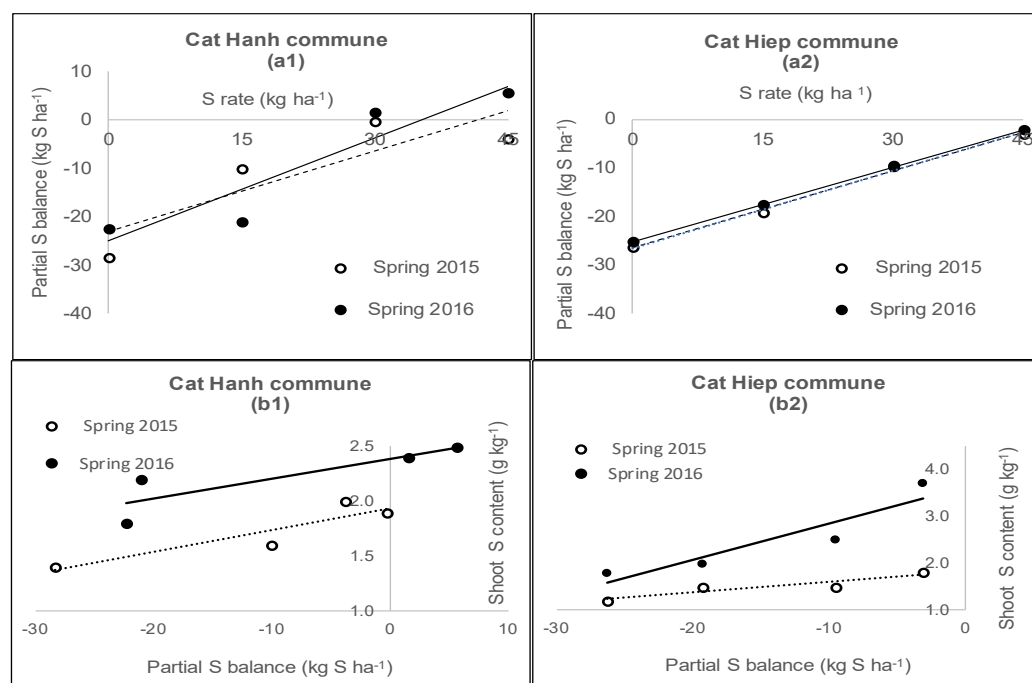 Cat Hanh commune
(a1)
S rate (kg ha-1)
Partial S balance (kg S ha-1)
10
0
-10
-20
-30
-40
0
15
30
45
Spring 2015
Spring 2016
Cat Hiep commune
(a2)
S rate (kg ha 1)
Partial S balance (kg S ha-1)
10
0
-10
-20
-30
-40
0
15
30
45
Spring 2015
Spring 2016
Cat Hanh commune
(b1)
Spring 2015
Spring 2016
2.5
2.0
1.5
1.0
Shoot S content (g kg-1)
-30
-20
-10
0
10
Partial S balance (kg S ha-1)
Cat Hiep commune
(b2)
Spring 2015
Spring 2016
4.0
3.0
2.0
1.0
Shoot S content (g kg-1)
-30
-20
-10
0
Partial S balance (kg S ha-1)